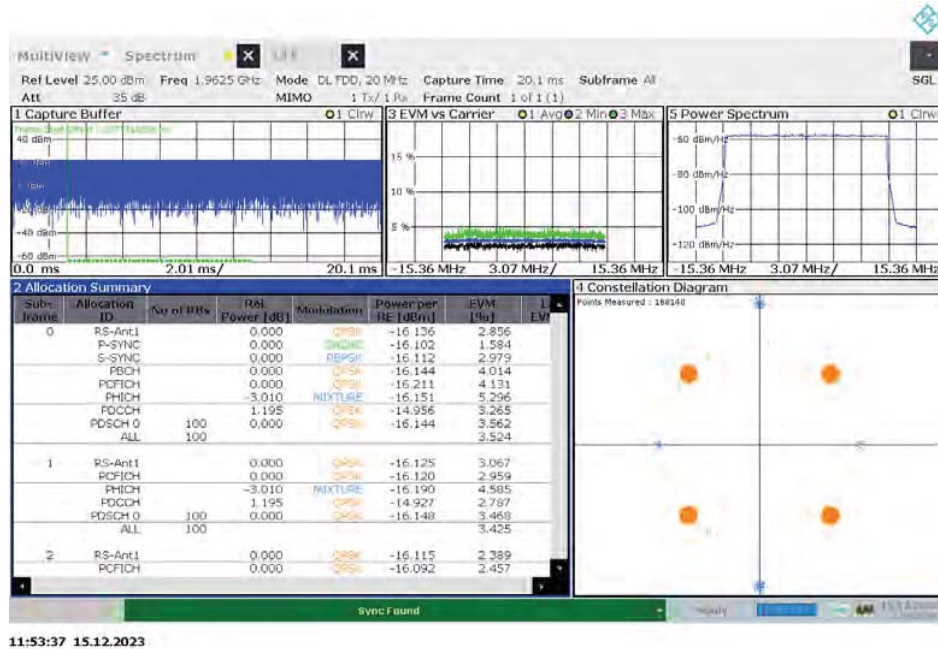 MultiView Spectrum
Ref Level 25.00 dBm Freq 1.9625 GHz Mode DL FDD, 20 MHz Capture Time 20.1 ms Subframe All SGL
Att 35 dB MIMO 1 Tx/ 1 Rx Frame Count 1 of 1 (1)
1 Capture Buffer 1 Clrw
40 dBm
-40 dBm
-60 dBm
0.0 ms 2.01 ms/ 20.1 ms
3 EVM vs Carrier 1 Avg 2 Min 3 Max
15 %
10 %
5 %
-15.36 MHz 3.07 MHz/ 15.36 MHz
5 Power Spectrum 1 Clrw
-60 dBm/Hz
-80 dBm/Hz
-100 dBm/Hz
-120 dBm/Hz
-15.36 MHz 3.07 MHz/ 15.36 MHz
2 Allocation Summary
Sub-frame Allocation ID No of RBs Rel. Power [dB] Modulation Power per RE [dBm] EVM [%]
0 RS-Ant1 0.000 QPSK -16.136 2.856
P-SYNC 0.000 -16.102 1.584
S-SYNC 0.000 RBPSK -16.112 2.979
PBCH 0.000 QPSK -16.144 4.014
PCFICH 0.000 QPSK -16.211 4.131
PHICH -3.010 MIXTURE -16.151 5.296
PDCCH 1.195 QPSK -14.956 3.265
PDSCH 0 100 0.000 QPSK -16.144 3.562
ALL 100 3.524
1 RS-Ant1 0.000 QPSK -16.125 3.067
PCFICH 0.000 QPSK -16.120 2.959
PHICH -3.010 MIXTURE -16.190 4.585
PDCCH 1.195 QPSK -14.927 2.787
PDSCH 0 100 0.000 QPSK -16.148 3.468
ALL 100 3.425
2 RS-Ant1 0.000 QPSK -16.115 2.389
PCFICH 0.000 QPSK -16.092 2.457
4 Constellation Diagram
Points Measured : 168140
Sync Found
11:53:37 15.12.2023